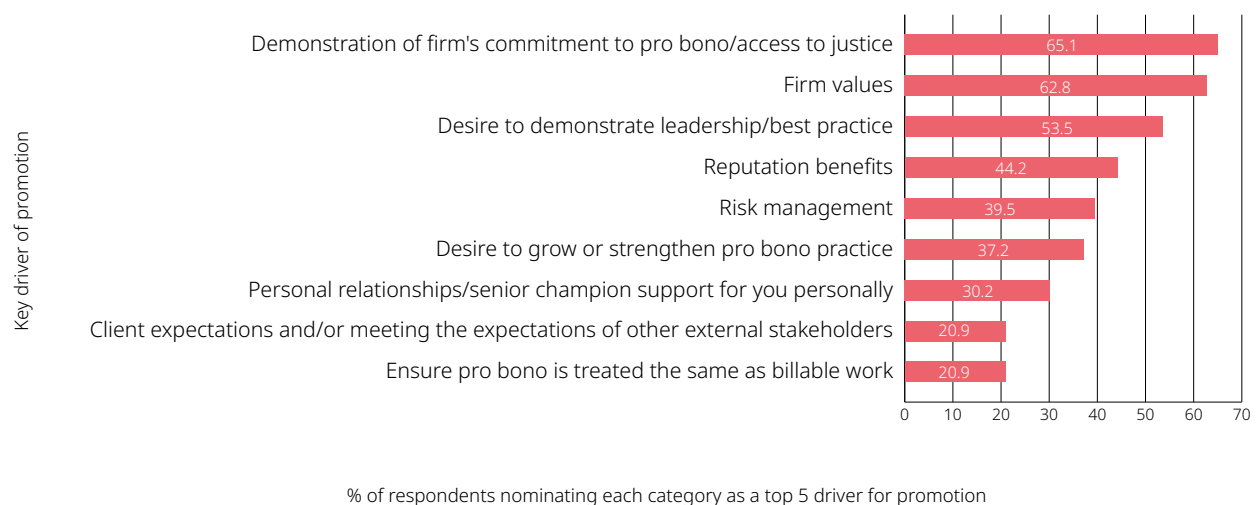 Key driver of promotion
Demonstration of firm's commitment to pro bono/access to justice
65.1
Firm values
62.8
Desire to demonstrate leadership/best practice
53.5
Reputation benefits
44.2
Risk management
39.5
Desire to grow or strengthen pro bono practice
37.2
Personal relationships/senior champion support for you personally
30.2
Client expectations and/or meeting the expectations of other external stakeholders
20.9
Ensure pro bono is treated the same as billable work
20.9
0 10 20 30 40 50 60 70
% of respondents nominating each category as a top 5 driver for promotion